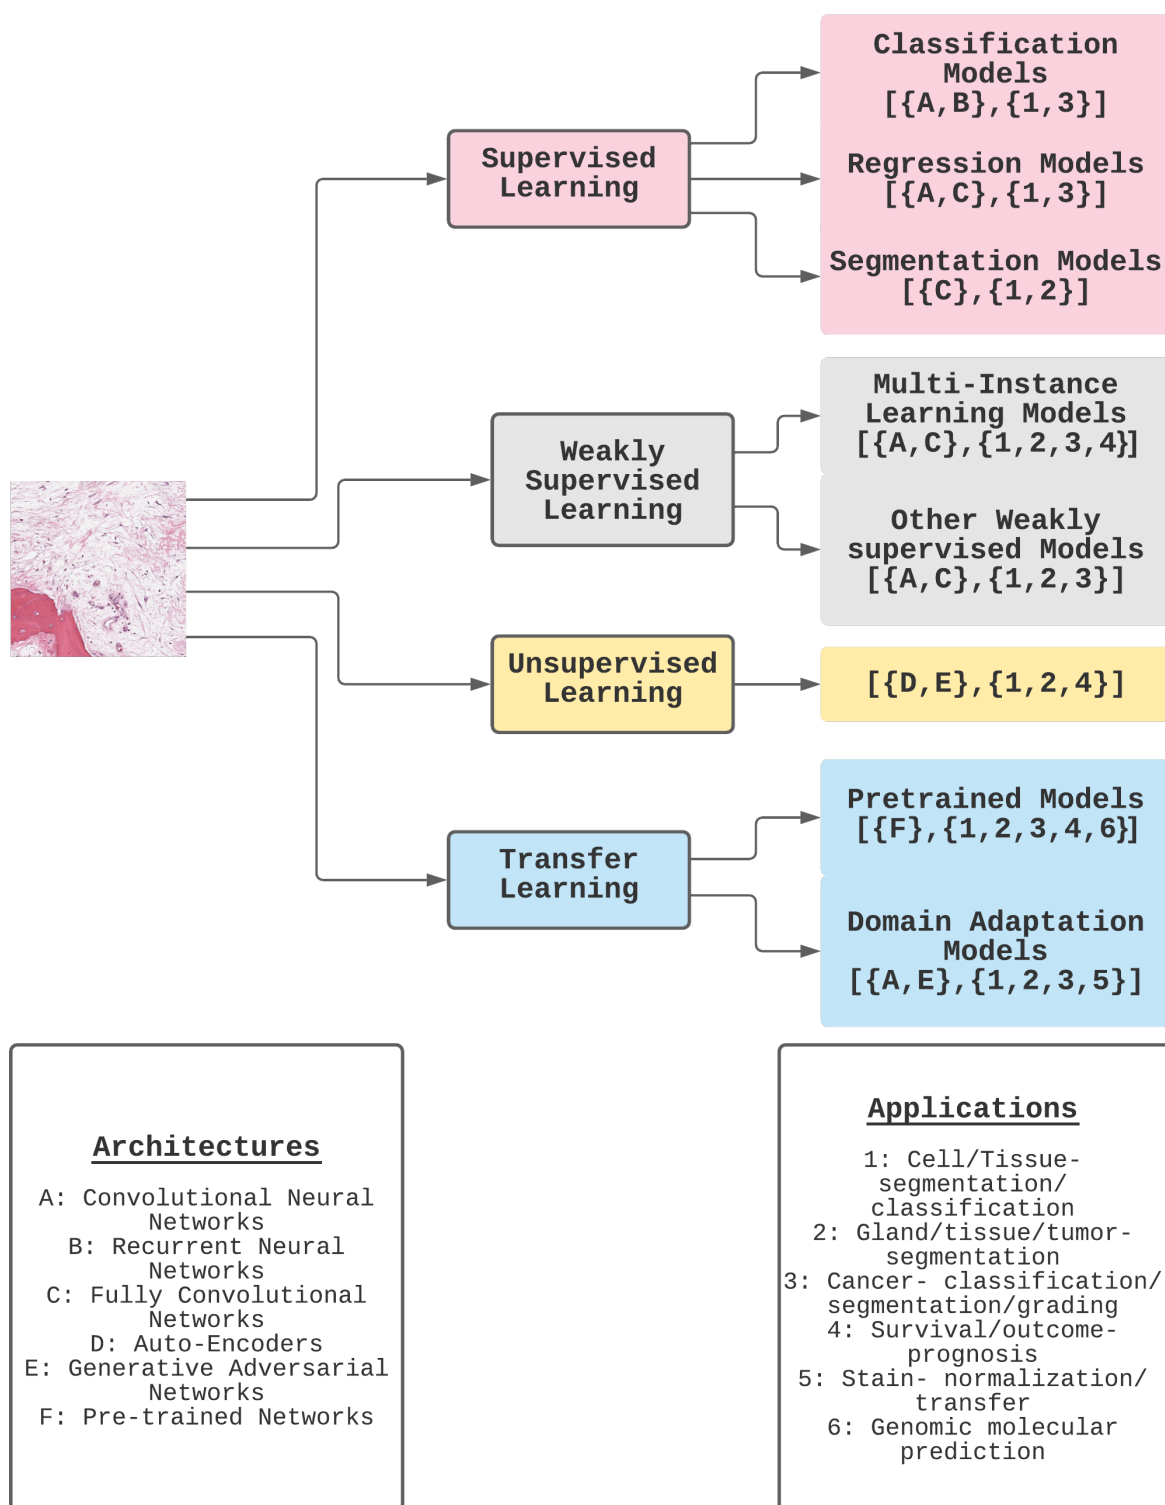 Classification
Models
[{A,B},{1,3}]
Supervised
Learning
Regression Models
[{A,C},{1,3}]
Segmentation Models
[{C},{1,2}]
Multi-Instance
Learning Models
[{A,C},{1,2,3,4}]
Weakly
Supervised
Learning
Other Weakly
supervised Models
[{A,C},{1,2,3}]
Unsupervised
Learning
[{D,E},{1,2,4}]
Pretrained Models
[{F},{1,2,3,4,6}]
Transfer
Learning
Domain Adaptation
Models
[{A,E},{1,2,3,5}]
Architectures
A: Convolutional Neural
Networks
B: Recurrent Neural
Networks
C: Fully Convolutional
Networks
D: Auto-Encoders
E: Generative Adversarial
Networks
F: Pre-trained Networks
Applications
1: Cell/Tissue-
segmentation/
classification
2: Gland/tissue/tumor-
segmentation
3: Cancer- classification/
segmentation/grading
4: Survival/outcome-
prognosis
5: Stain- normalization/
transfer
6: Genomic molecular
prediction